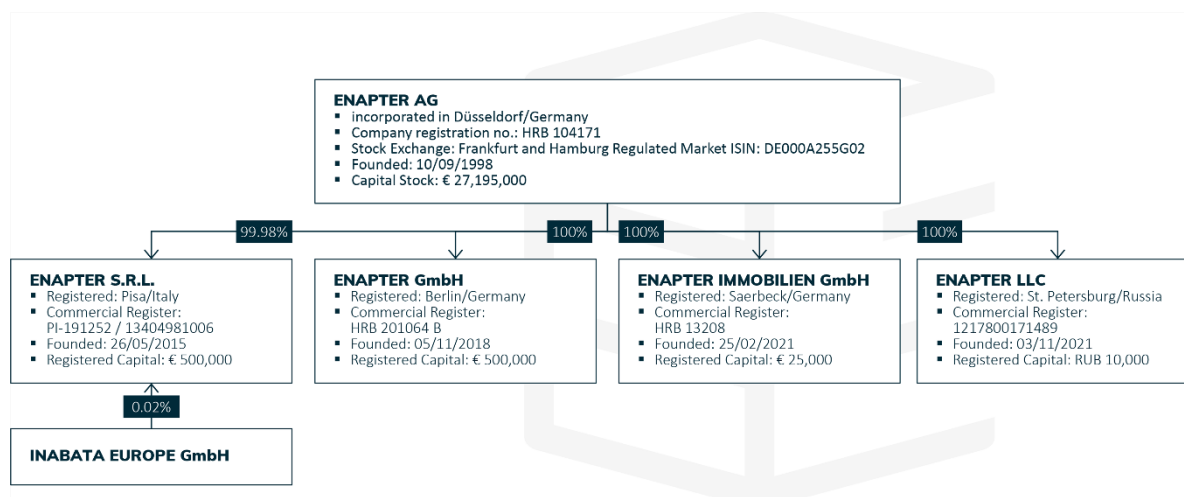 ENAPTER AG
▪ incorporated in Düsseldorf/Germany
▪ Company registration no.: HRB 104171
▪ Stock Exchange: Frankfurt and Hamburg Regulated Market ISIN: DE000A255G02
▪ Founded: 10/09/1998
▪ Capital Stock: € 27,195,000
99.98%
100%
100%
100%
ENAPTER S.R.L.
▪ Registered: Pisa/Italy
▪ Commercial Register:
PI-191252 / 13404981006
▪ Founded: 26/05/2015
▪ Registered Capital: € 500,000
ENAPTER GmbH
▪ Registered: Berlin/Germany
▪ Commercial Register:
HRB 201064 B
▪ Founded: 05/11/2018
▪ Registered Capital: € 500,000
ENAPTER IMMOBILIEN GmbH
▪ Registered: Saerbeck/Germany
▪ Commercial Register:
HRB 13208
▪ Founded: 25/02/2021
▪ Registered Capital: € 25,000
ENAPTER LLC
▪ Registered: St. Petersburg/Russia
▪ Commercial Register:
1217800171489
▪ Founded: 03/11/2021
▪ Registered Capital: RUB 10,000
0.02%
INABATA EUROPE GmbH